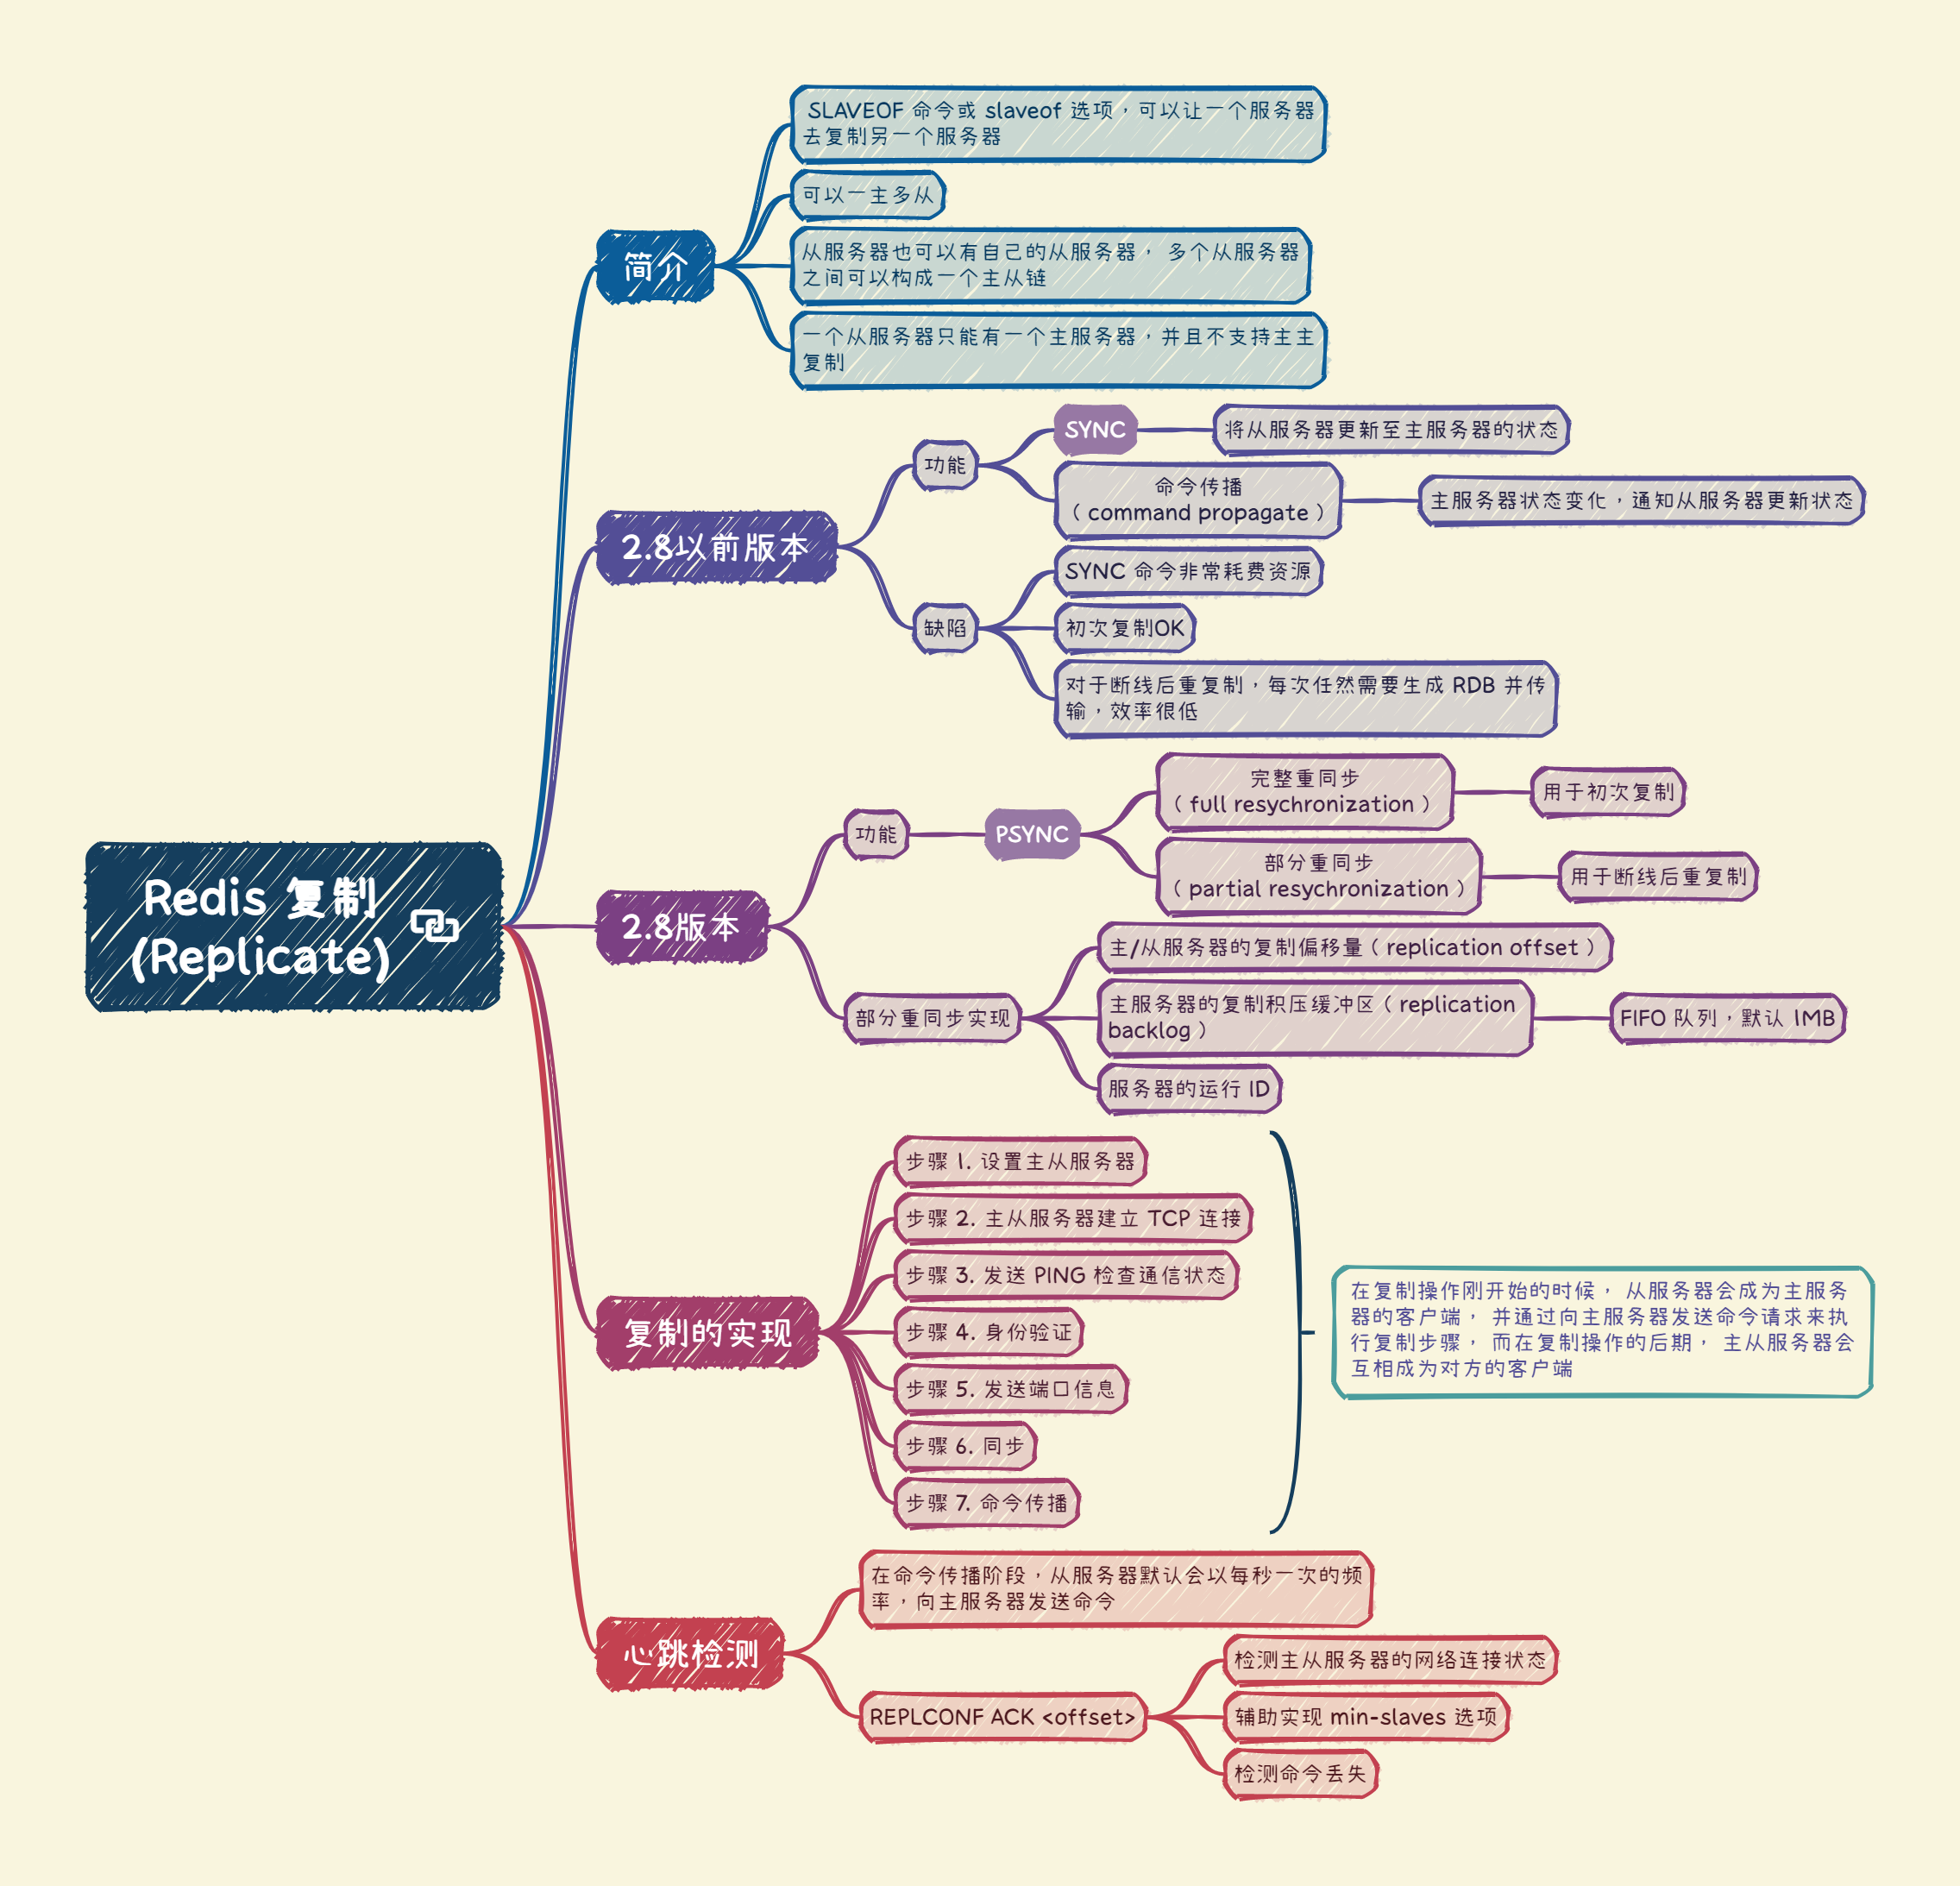 Redis 复制
(Replicate)
简介
SLAVEOF 命令或 slaveof 选项，可以让一个服务器
去复制另一个服务器
可以一主多从
从服务器也可以有自己的从服务器， 多个从服务器
之间可以构成一个主从链
一个从服务器只能有一个主服务器，并且不支持主主
复制
2.8以前版本
功能
SYNC
将从服务器更新至主服务器的状态
命令传播
（ command propagate ）
主服务器状态变化，通知从服务器更新状态
缺陷
SYNC 命令非常耗费资源
初次复制OK
对于断线后重复制，每次任然需要生成 RDB 并传
输，效率很低
2.8版本
功能
PSYNC
完整重同步
（ full resychronization ）
用于初次复制
部分重同步
（ partial resychronization ）
用于断线后重复制
部分重同步实现
主/从服务器的复制偏移量（ replication offset ）
主服务器的复制积压缓冲区（ replication
backlog ）
FIFO 队列，默认 1MB
服务器的运行 ID
复制的实现
步骤 1. 设置主从服务器
步骤 2. 主从服务器建立 TCP 连接
步骤 3. 发送 PING 检查通信状态
步骤 4. 身份验证
步骤 5. 发送端口信息
步骤 6. 同步
步骤 7. 命令传播
在复制操作刚开始的时候， 从服务器会成为主服务
器的客户端， 并通过向主服务器发送命令请求来执
行复制步骤， 而在复制操作的后期， 主从服务器会
互相成为对方的客户端
心跳检测
在命令传播阶段，从服务器默认会以每秒一次的频
率，向主服务器发送命令
REPLCONF ACK <offset>
检测主从服务器的网络连接状态
辅助实现 min-slaves 选项
检测命令丢失